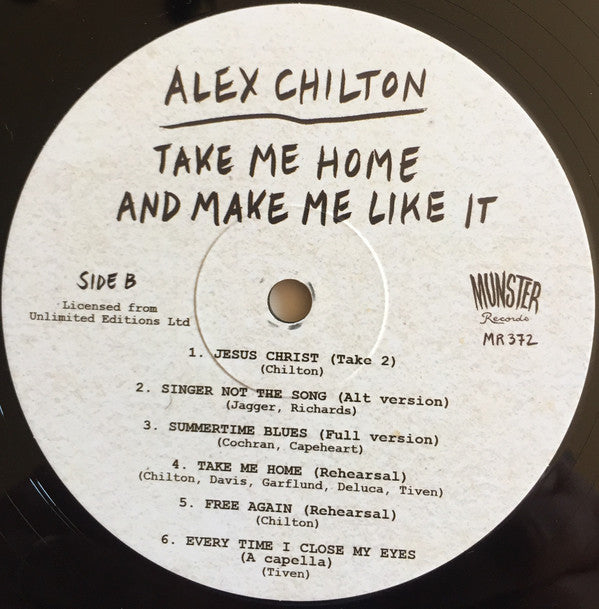 ALEX CHILTON
TAKE ME HOME
AND MAKE ME LIKE IT
SIDE B
Licensed from
Unlimited Editions Ltd
MUNSTER
Records
MR372
1. JESUS CHRIST (Take 2)
(Chilton)
2. SINGER NOT THE SONG (Alt version)
(Jagger, Richards)
3. SUMMERTIME BLUES (Full version)
(Cochran, Capeheart)
4. TAKE ME HOME (Rehearsal)
(Chilton, Davis, Garflund, Deluca, Tiven)
5. FREE AGAIN (Rehearsal)
(Chilton)
6. EVERY TIME I CLOSE MY EYES
(A capella)
(Tiven)